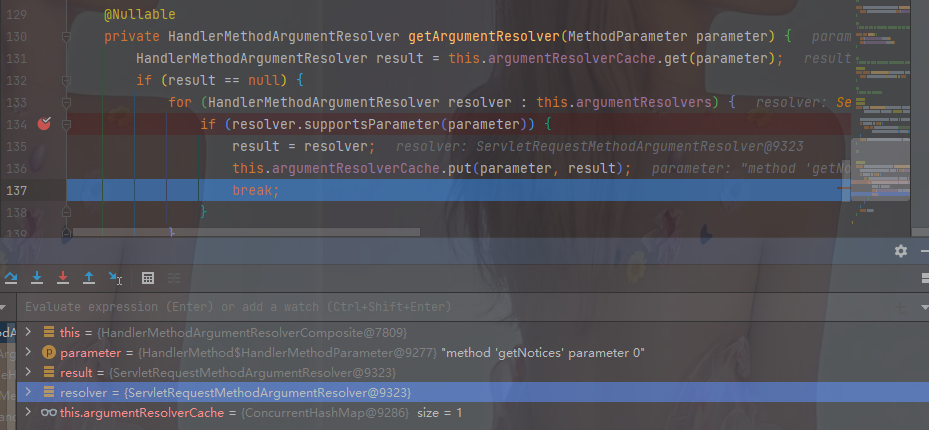 129 @Nullable
130 private HandlerMethodArgumentResolver getArgumentResolver(MethodParameter parameter) { param
131 HandlerMethodArgumentResolver result = this.argumentResolverCache.get(parameter); result
132 if (result == null) {
133 for (HandlerMethodArgumentResolver resolver : this.argumentResolvers) { resolver: Se
134 if (resolver.supportsParameter(parameter)) {
135 result = resolver; resolver: ServletRequestMethodArgumentResolver@9323
136 this.argumentResolverCache.put(parameter, result); parameter: "method 'getNo
137 break;
138 }
139 }
Evaluate expression (Enter) or add a watch (Ctrl+Shift+Enter)
this = {HandlerMethodArgumentResolverComposite@7809}
parameter = {HandlerMethod$HandlerMethodParameter@9277} "method 'getNotices' parameter 0"
result = {ServletRequestMethodArgumentResolver@9323}
resolver = {ServletRequestMethodArgumentResolver@9323}
this.argumentResolverCache = {ConcurrentHashMap@9286} size = 1